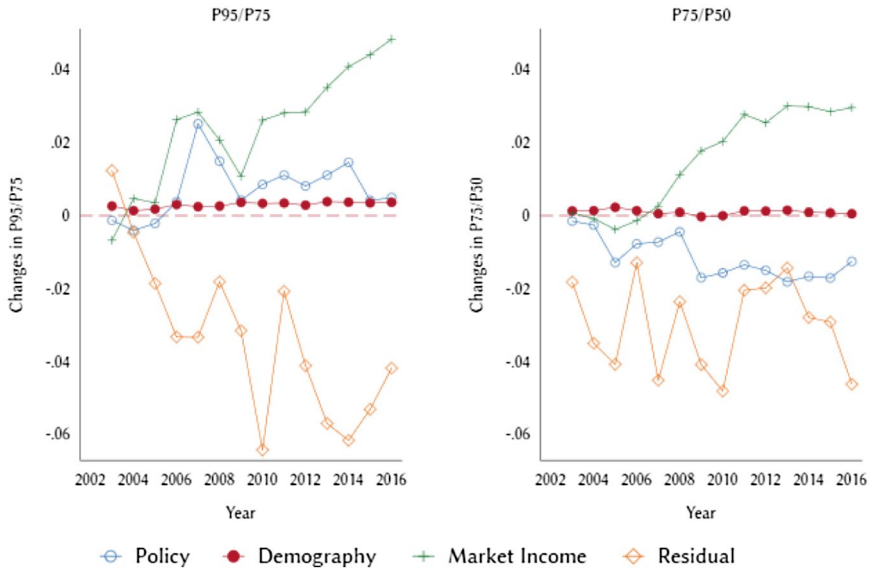 P95/P75
Changes in P95/P75
.04
.02
0
-.02
-.04
-.06
2002 2004 2006 2008 2010 2012 2014 2016
Year
P75/P50
Changes in P75/P50
.04
.02
0
-.02
-.04
-.06
2002 2004 2006 2008 2010 2012 2014 2016
Year
Policy Demography Market Income Residual